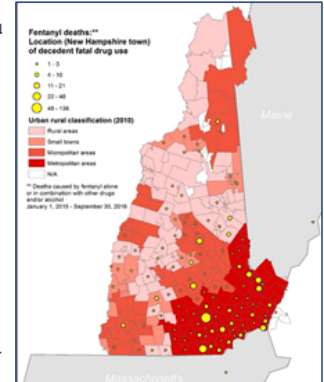 Fentanyl deaths:**
Location (New Hampshire town)
of decedent fatal drug use
1 - 3
4 - 10
11 - 21
22 - 48
49 - 138
Urban rural classification (2010)
Rural areas
Small towns
Micropolitan areas
Metropolitan areas
N/A
** Deaths caused by fentanyl alone
or in combination with other drugs
and/or alcohol
January 1, 2015 - September 30, 2016
Maine
Massachusetts